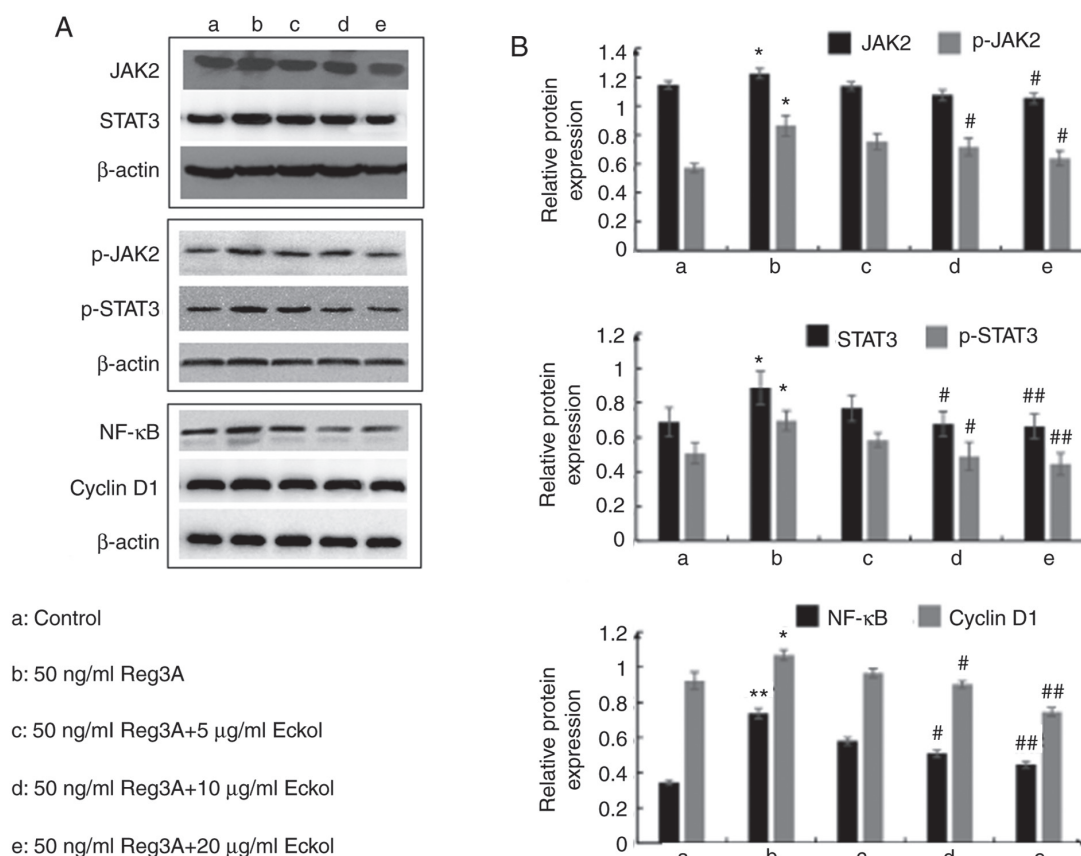 A
a b c d e
JAK2
STAT3
β-actin
p-JAK2
p-STAT3
β-actin
NF-κB
Cyclin D1
β-actin
a: Control
b: 50 ng/ml Reg3A
c: 50 ng/ml Reg3A+5 μg/ml Eckol
d: 50 ng/ml Reg3A+10 μg/ml Eckol
e: 50 ng/ml Reg3A+20 μg/ml Eckol
B
JAK2 p-JAK2
Relative protein
expression
1.4
1.2
1
0.8
0.6
0.4
0.2
0
* * # # #
a b c d e
STAT3 p-STAT3
Relative protein
expression
1.2
1
0.8
0.6
0.4
0.2
0
* * # # ## ##
a b c d e
NF-κB Cyclin D1
Relative protein
expression
1.2
1
0.8
0.6
0.4
0.2
0
** * # # ## ##
a b c d e